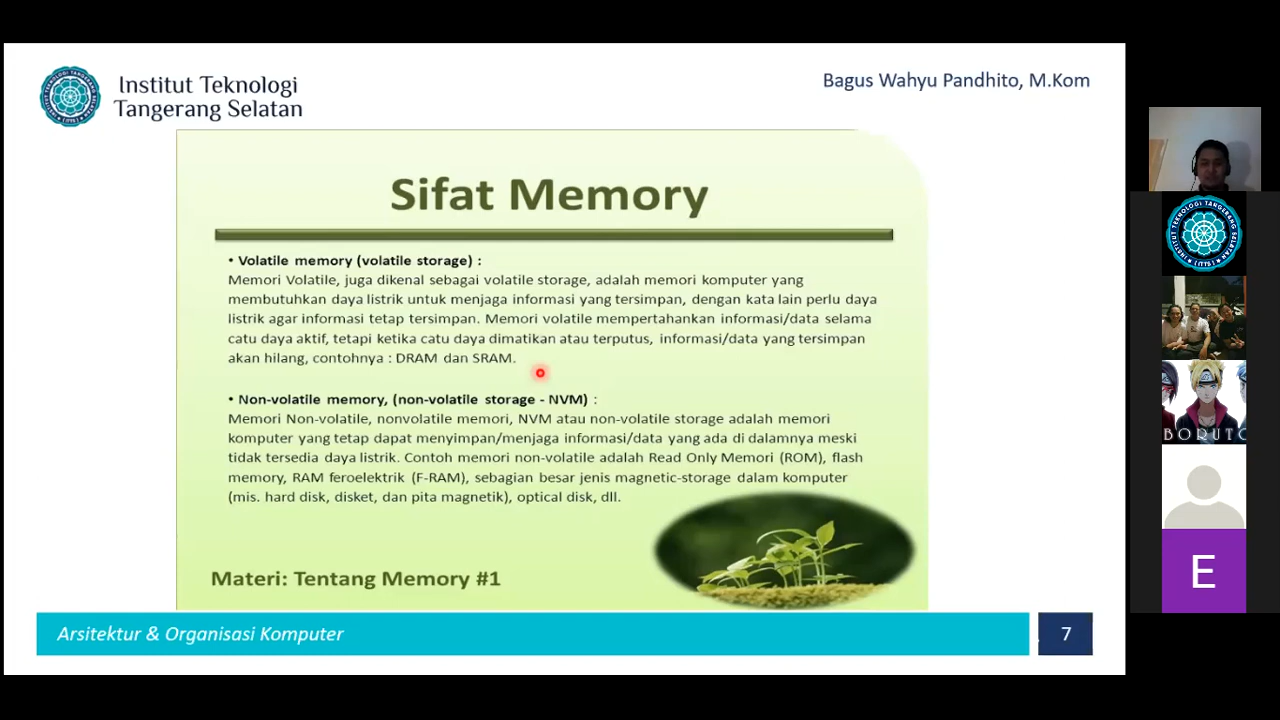 Institut Teknologi
Tangerang Selatan
Bagus Wahyu Pandhito, M.Kom
Sifat Memory
• Volatile memory (volatile storage) :
Memori Volatile, juga dikenal sebagai volatile storage, adalah memori komputer yang
membutuhkan daya listrik untuk menjaga informasi yang tersimpan, dengan kata lain perlu daya
listrik agar informasi tetap tersimpan. Memori volatile mempertahankan informasi/data selama
catu daya aktif, tetapi ketika catu daya dimatikan atau terputus, informasi/data yang tersimpan
akan hilang, contohnya : DRAM dan SRAM.
• Non-volatile memory, (non-volatile storage - NVM) :
Memori Non-volatile, nonvolatile memori, NVM atau non-volatile storage adalah memori
komputer yang tetap dapat menyimpan/menjaga informasi/data yang ada di dalamnya meski
tidak tersedia daya listrik. Contoh memori non-volatile adalah Read Only Memori (ROM), flash
memory, RAM feroelektrik (F-RAM), sebagian besar jenis magnetic-storage dalam komputer
(mis. hard disk, disket, dan pita magnetik), optical disk, dll.
Materi: Tentang Memory #1
Arsitektur & Organisasi Komputer
7
INSTITUT TEKNOLOGI TANGERANG SELATAN
(ITTS)
BORUTO
E